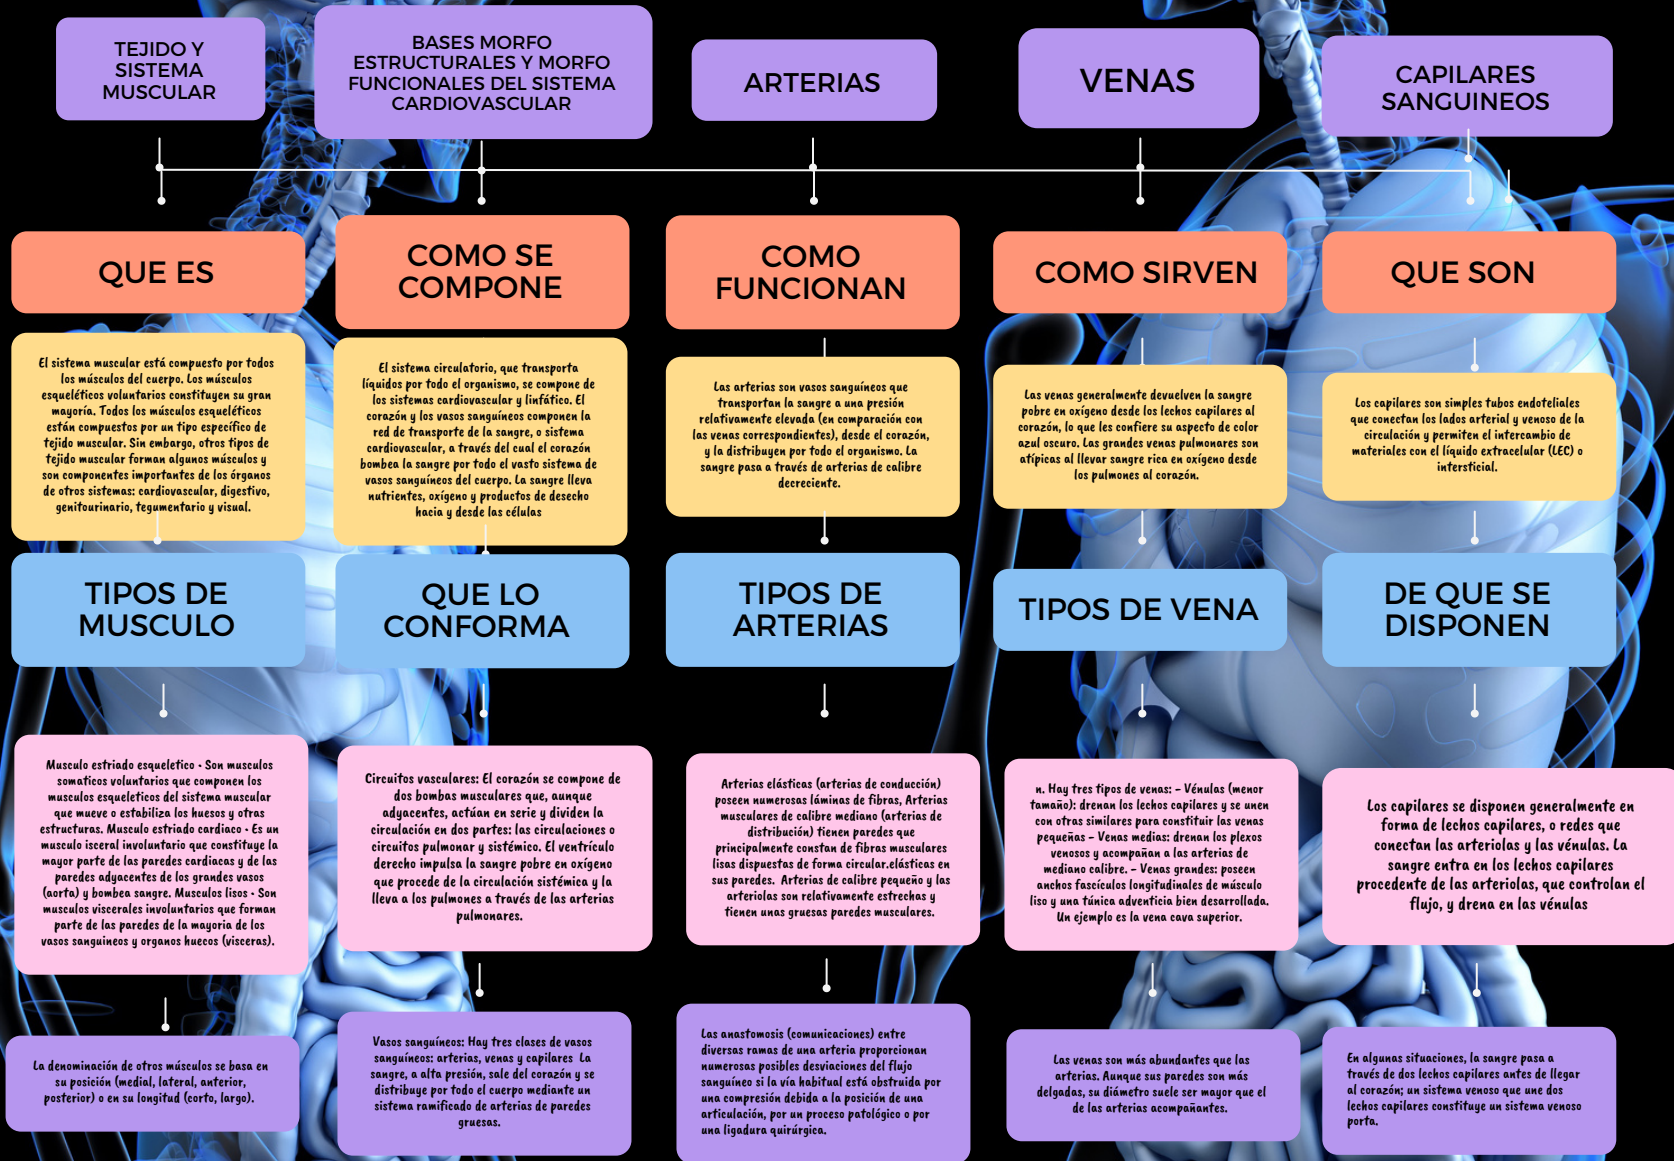 TEJIDO Y
SISTEMA
MUSCULAR
BASES MORFO
ESTRUCTURALES Y MORFO
FUNCIONALES DEL SISTEMA
CARDIOVASCULAR
ARTERIAS
VENAS
CAPILARES
SANGUINEOS
QUE ES
COMO SE
COMPONE
COMO
FUNCIONAN
COMO SIRVEN
QUE SON
El sistema muscular está compuesto por todos
los músculos del cuerpo. Los músculos
esqueléticos voluntarios constituyen su gran
mayoría. Todos los músculos esqueléticos
están compuestos por un tipo específico de
tejido muscular. Sin embargo, otros tipos de
tejido muscular forman algunos músculos y
son componentes importantes de los órganos
de otros sistemas: cardiovascular, digestivo,
genitourinario, tegumentario y visual.
El sistema circulatorio, que transporta
líquidos por todo el organismo, se compone de
los sistemas cardiovascular y linfático. El
corazón y los vasos sanguíneos componen la
red de transporte de la sangre, o sistema
cardiovascular, a través del cual el corazón
bombea la sangre por todo el vasto sistema de
vasos sanguíneos del cuerpo. La sangre lleva
nutrientes, oxígeno y productos de desecho
hacia y desde las células
Las arterias son vasos sanguíneos que
transportan la sangre a una presión
relativamente elevada (en comparación con
las venas correspondientes), desde el corazón,
y la distribuyen por todo el organismo. La
sangre pasa a través de arterias de calibre
decreciente.
Las venas generalmente devuelven la sangre
pobre en oxígeno desde los lechos capilares al
corazón, lo que les confiere su aspecto de color
azul oscuro. Las grandes venas pulmonares son
atípicas al llevar sangre rica en oxígeno desde
los pulmones al corazón.
Los capilares son simples tubos endoteliales
que conectan los lados arterial y venoso de la
circulación y permiten el intercambio de
materiales con el líquido extracelular (LEC) o
intersticial.
TIPOS DE
MUSCULO
QUE LO
CONFORMA
TIPOS DE
ARTERIAS
TIPOS DE VENA
DE QUE SE
DISPONEN
Musculo estriado esqueletico • Son musculos
somaticos voluntarios que componen los
musculos esqueleticos del sistema muscular
que mueve o estabiliza los huesos y otras
estructuras. Musculo estriado cardiaco • Es un
musculo isceral involuntario que constituye la
mayor parte de las paredes cardiacas y de las
paredes adyacentes de los grandes vasos
(aorta) y bombea sangre. Musculos lisos • Son
musculos viscerales involuntarios que forman
parte de las paredes de la mayoria de los
vasos sanguineos y organos huecos (visceras).
Circuitos vasculares: El corazón se compone de
dos bombas musculares que, aunque
adyacentes, actúan en serie y dividen la
circulación en dos partes: las circulaciones o
circuitos pulmonar y sistémico. El ventrículo
derecho impulsa la sangre pobre en oxígeno
que procede de la circulación sistémica y la
lleva a los pulmones a través de las arterias
pulmonares.
Arterias elásticas (arterias de conducción)
poseen numerosas láminas de fibras, Arterias
musculares de calibre mediano (arterias de
distribución) tienen paredes que
principalmente constan de fibras musculares
lisas dispuestas de forma circular.elásticas en
sus paredes. Arterias de calibre pequeño y las
arteriolas son relativamente estrechas y
tienen unas gruesas paredes musculares.
n. Hay tres tipos de venas: – Vénulas (menor
tamaño): drenan los lechos capilares y se unen
con otras similares para constituir las venas
pequeñas – Venas medias: drenan los plexos
venosos y acompañan a las arterias de
mediano calibre. – Venas grandes: poseen
anchos fascículos longitudinales de músculo
liso y una túnica adventicia bien desarrollada.
Un ejemplo es la vena cava superior.
Los capilares se disponen generalmente en
forma de lechos capilares, o redes que
conectan las arteriolas y las vénulas. La
sangre entra en los lechos capilares
procedente de las arteriolas, que controlan el
flujo, y drena en las vénulas
La denominación de otros músculos se basa en
su posición (medial, lateral, anterior,
posterior) o en su longitud (corto, largo).
Vasos sanguíneos: Hay tres clases de vasos
sanguíneos: arterias, venas y capilares La
sangre, a alta presión, sale del corazón y se
distribuye por todo el cuerpo mediante un
sistema ramificado de arterias de paredes
gruesas.
Las anastomosis (comunicaciones) entre
diversas ramas de una arteria proporcionan
numerosas posibles desviaciones del flujo
sanguíneo si la vía habitual está obstruida por
una compresión debida a la posición de una
articulación, por un proceso patológico o por
una ligadura quirúrgica.
Las venas son más abundantes que las
arterias. Aunque sus paredes son más
delgadas, su diámetro suele ser mayor que el
de las arterias acompañantes.
En algunas situaciones, la sangre pasa a
través de dos lechos capilares antes de llegar
al corazón; un sistema venoso que une dos
lechos capilares constituye un sistema venoso
porta.